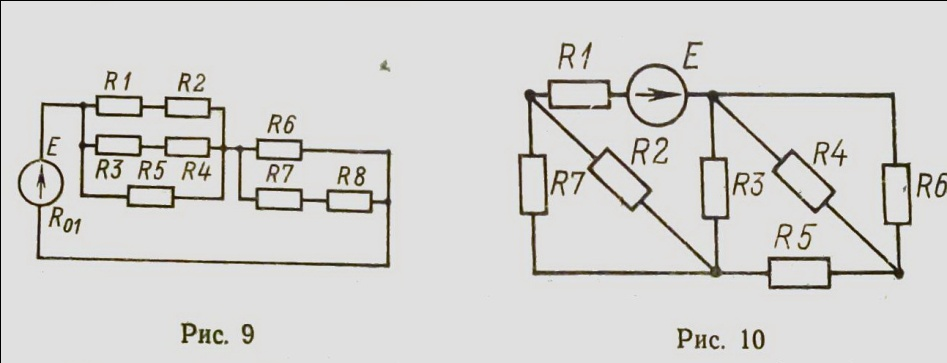 R1 R2
R6
E R3 R5 R4 R7 R8
R01
Рис. 9
R1 E
R2 R4
R7 R3 R6
R5
Рис. 10